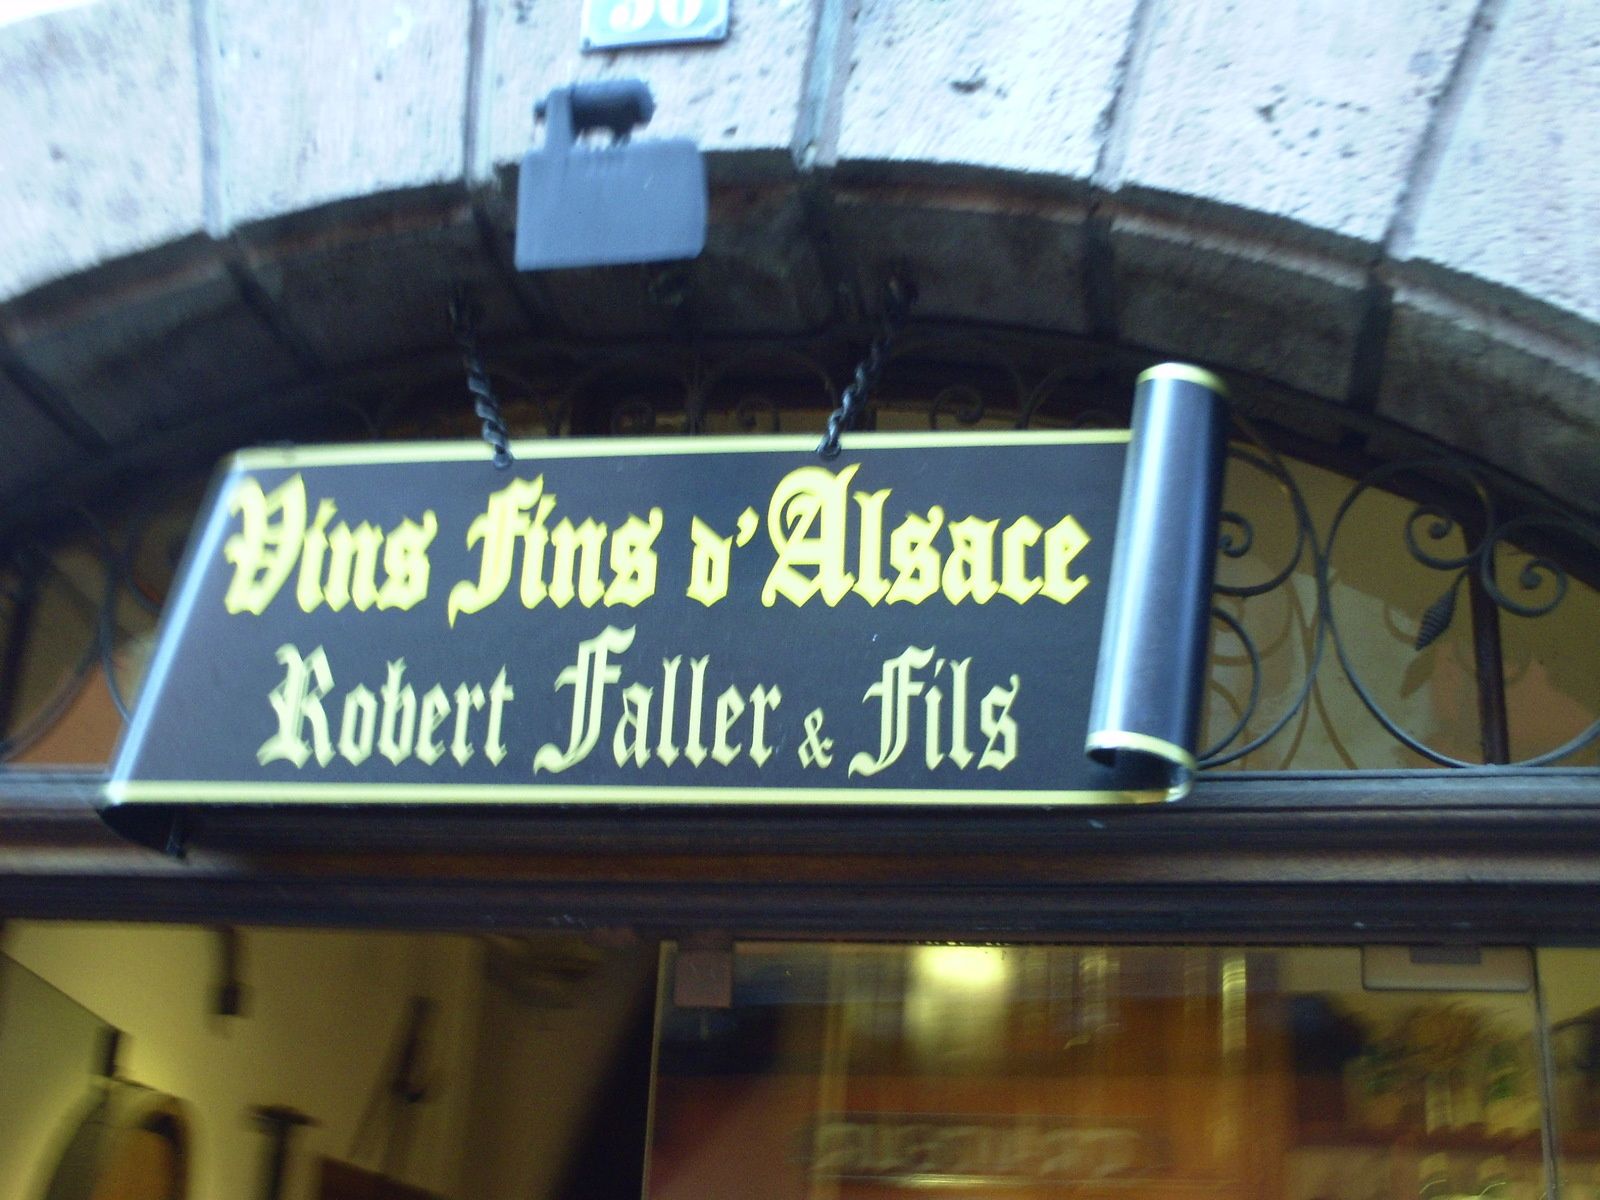 Vins Fins d'Alsace
Robert Faller & Fils